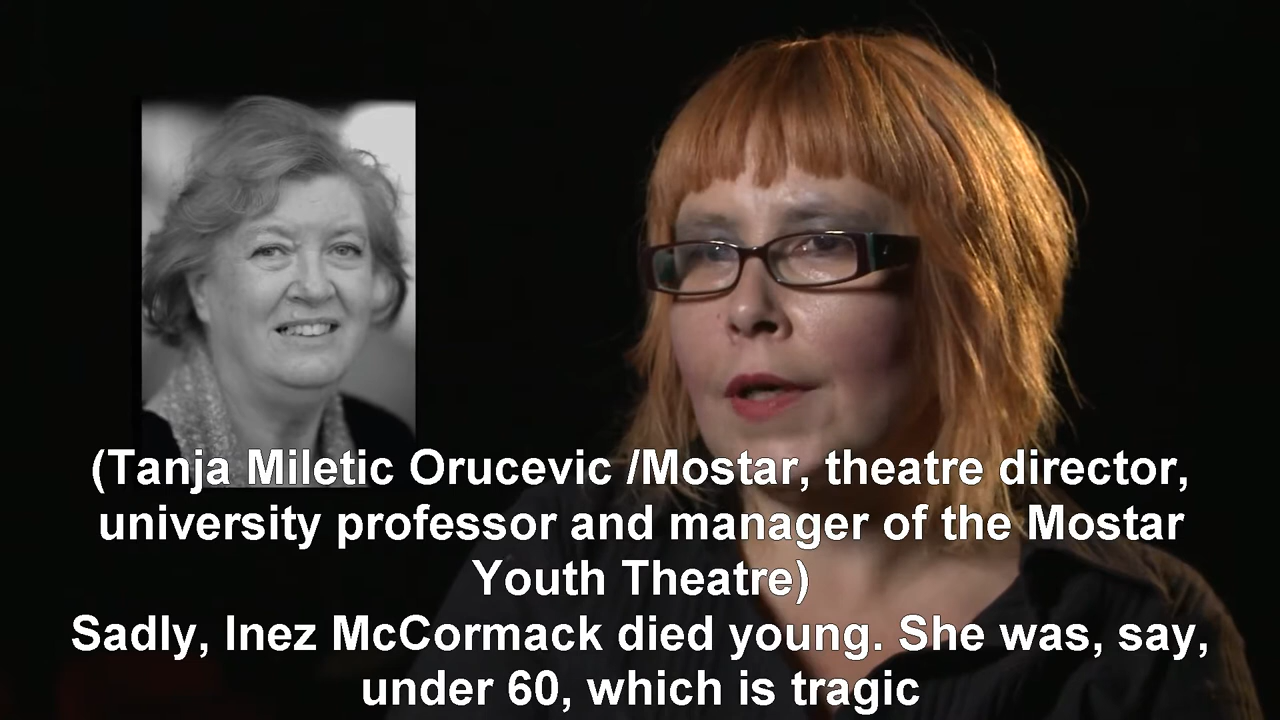 (Tanja Miletic Orucevic /Mostar, theatre director,
university professor and manager of the Mostar
Youth Theatre)
Sadly, Inez McCormack died young. She was, say,
under 60, which is tragic